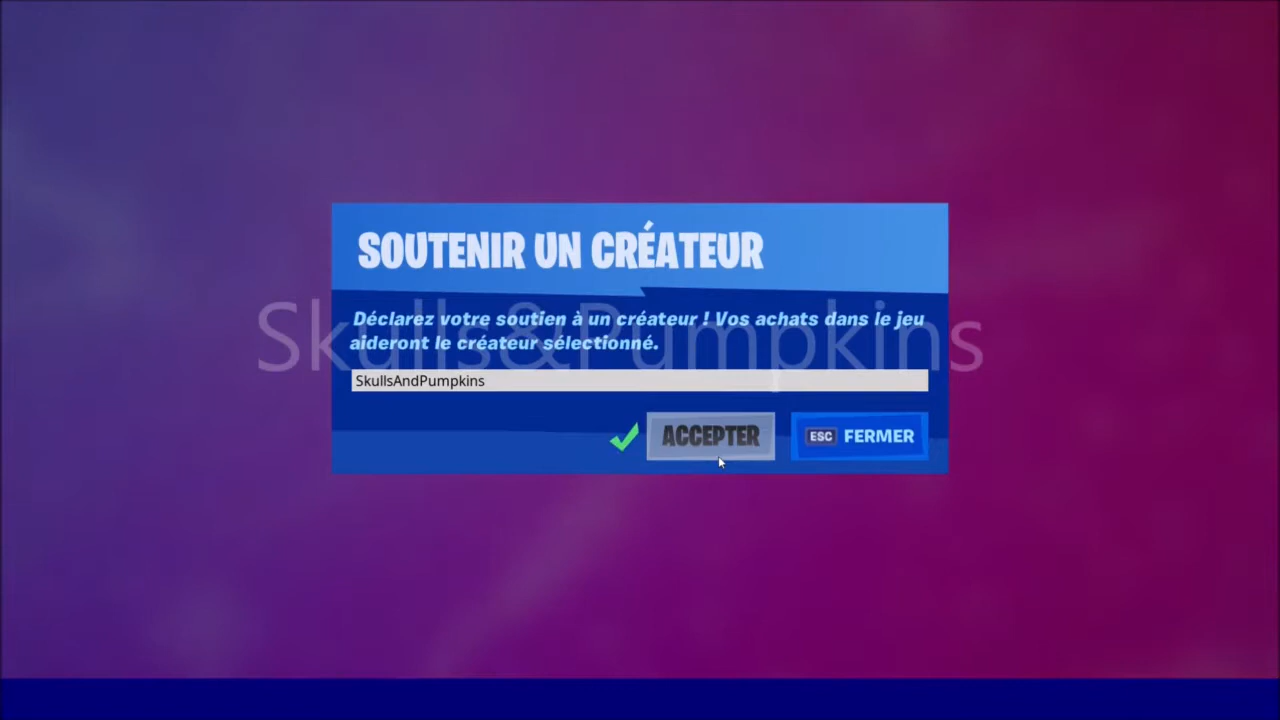 SOUTENIR UN CRÉATEUR
Skulls&Pumpkins
Déclarez votre soutien à un créateur ! Vos achats dans le jeu
aideront le créateur sélectionné.
SkullsAndPumpkins
ACCEPTER
ESC FERMER